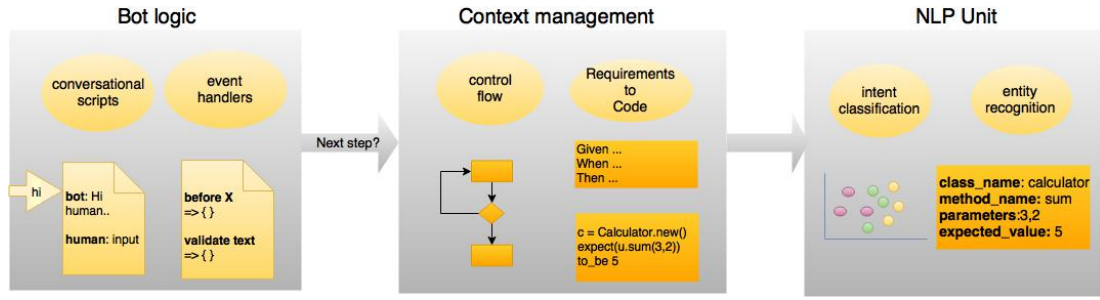 Bot logic
Context management
NLP Unit
conversational
scripts
event
handlers
hi
bot: Hi
human..
human: input
before X
=> { }
validate text
=> { }
Next step?
control
flow
Requirements
to
Code
Given ...
When ...
Then ...
c = Calculator.new()
expect(u.sum(3,2))
to_be 5
intent
classification
entity
recognition
class_name: calculator
method_name: sum
parameters:3,2
expected_value: 5